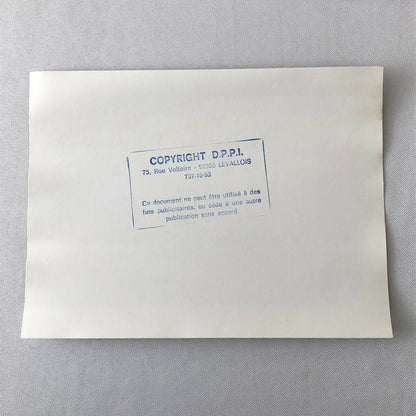 COPYRIGHT D.P.P.I.
75, Rue Voltaire - 92300 LEVALLOIS
737-16-93
Ce document ne peut être utilisé à des
fins publicitaires, ou cédé à une autre
publication sans accord.